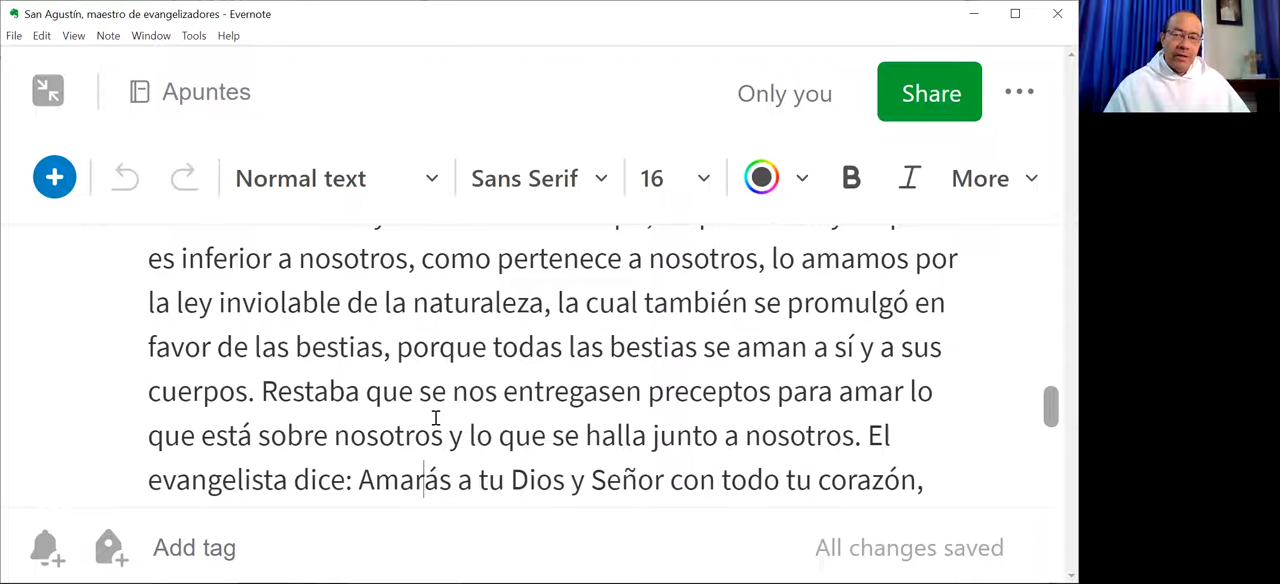 San Agustín, maestro de evangelizadores - Evernote
File Edit View Note Window Tools Help
Apuntes
Only you
Share
Normal text
Sans Serif
16
B
I
More
es inferior a nosotros, como pertenece a nosotros, lo amamos por
la ley inviolable de la naturaleza, la cual también se promulgó en
favor de las bestias, porque todas las bestias se aman a sí y a sus
cuerpos. Restaba que se nos entregasen preceptos para amar lo
que está sobre nosotros y lo que se halla junto a nosotros. El
evangelista dice: Amarás a tu Dios y Señor con todo tu corazón,
Add tag
All changes saved